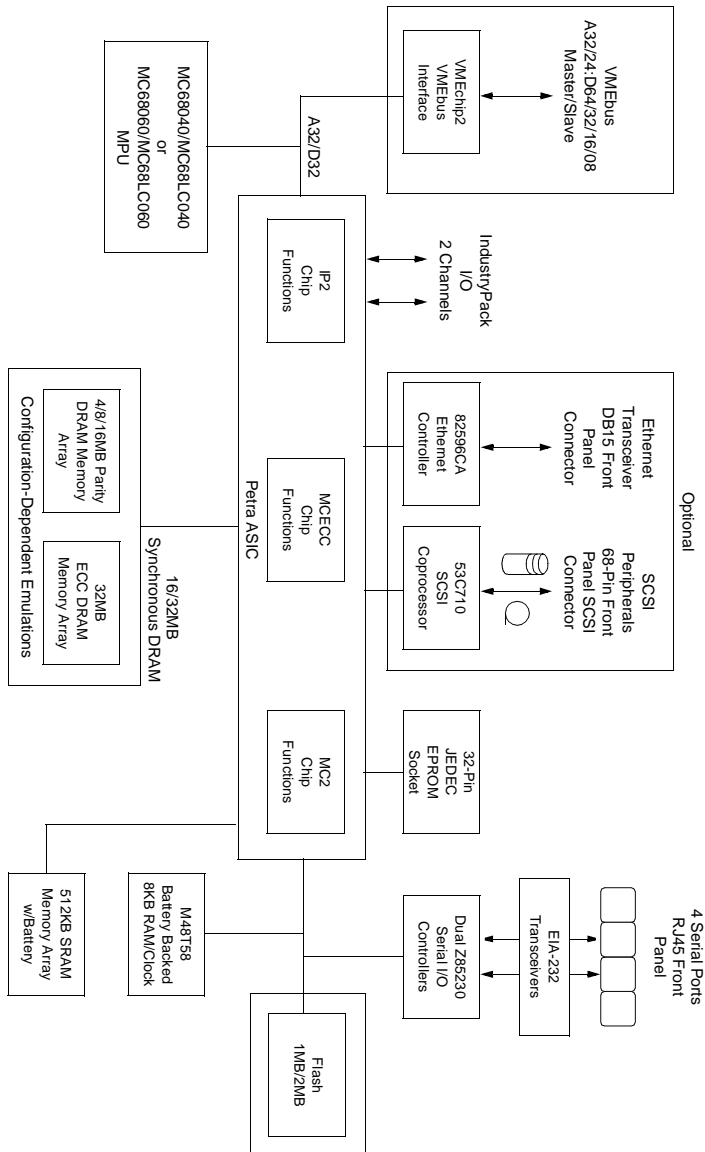 VMEbus
A32/24:D64/32/16/08
Master/Slave
IndustryPack
I/O
2 Channels
Optional
Ethernet
Transceiver
DB15 Front
Panel
Connector
SCSI
Peripherals
68-Pin Front
Panel SCSI
Connector
4 Serial Ports
RJ45 Front
Panel
VMEchip2
VMEbus
Interface
82596CA
Ethernet
Controller
53C710
SCSI
Coprocessor
32-Pin
JEDEC
EPROM
Socket
Dual Z85230
Serial I/O
Controllers
EIA-232
Transceivers
A32/D32
IP2
Chip
Functions
MCECC
Chip
Functions
MC2
Chip
Functions
Petra ASIC
Flash
1MB/2MB
MC68040/MC68LC040
or
MC68060/MC68LC060
MPU
16/32MB
Synchronous DRAM
4/8/16MB Parity
DRAM Memory
Array
32MB
ECC DRAM
Memory Array
Configuration-Dependent Emulations
M48T58
Battery Backed
8KB RAM/Clock
512KB SRAM
Memory Array
w/Battery